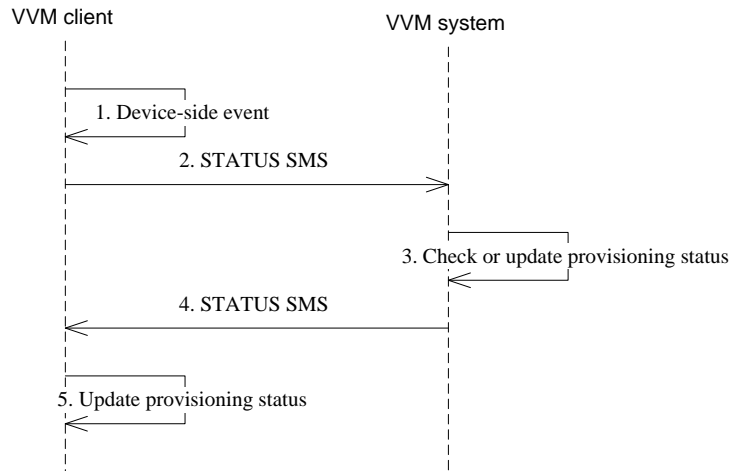 VVM client
VVM system
1. Device-side event
2. STATUS SMS
3. Check or update provisioning status
4. STATUS SMS
5. Update provisioning status